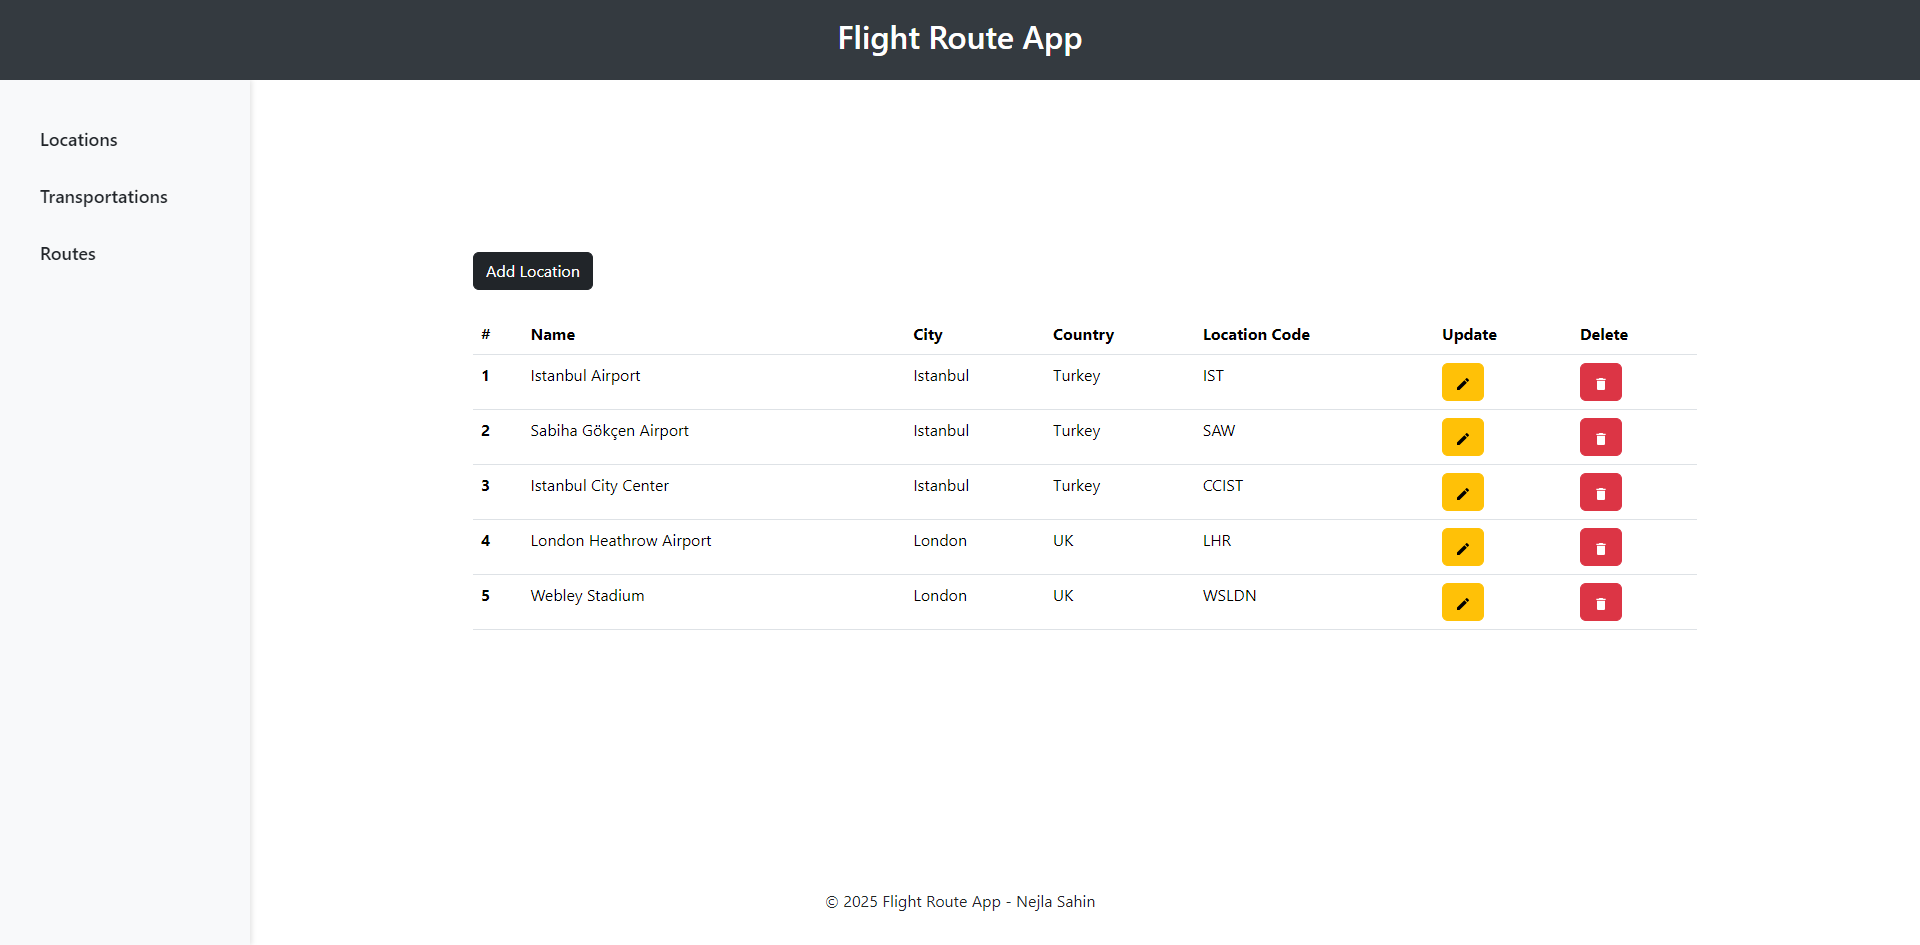 Flight Route App
Locations
Transportations
Routes
Add Location
# Name City Country Location Code Update Delete
1 Istanbul Airport Istanbul Turkey IST
2 Sabiha Gökçen Airport Istanbul Turkey SAW
3 Istanbul City Center Istanbul Turkey CCIST
4 London Heathrow Airport London UK LHR
5 Webley Stadium London UK WSLDN
© 2025 Flight Route App - Nejla Sahin